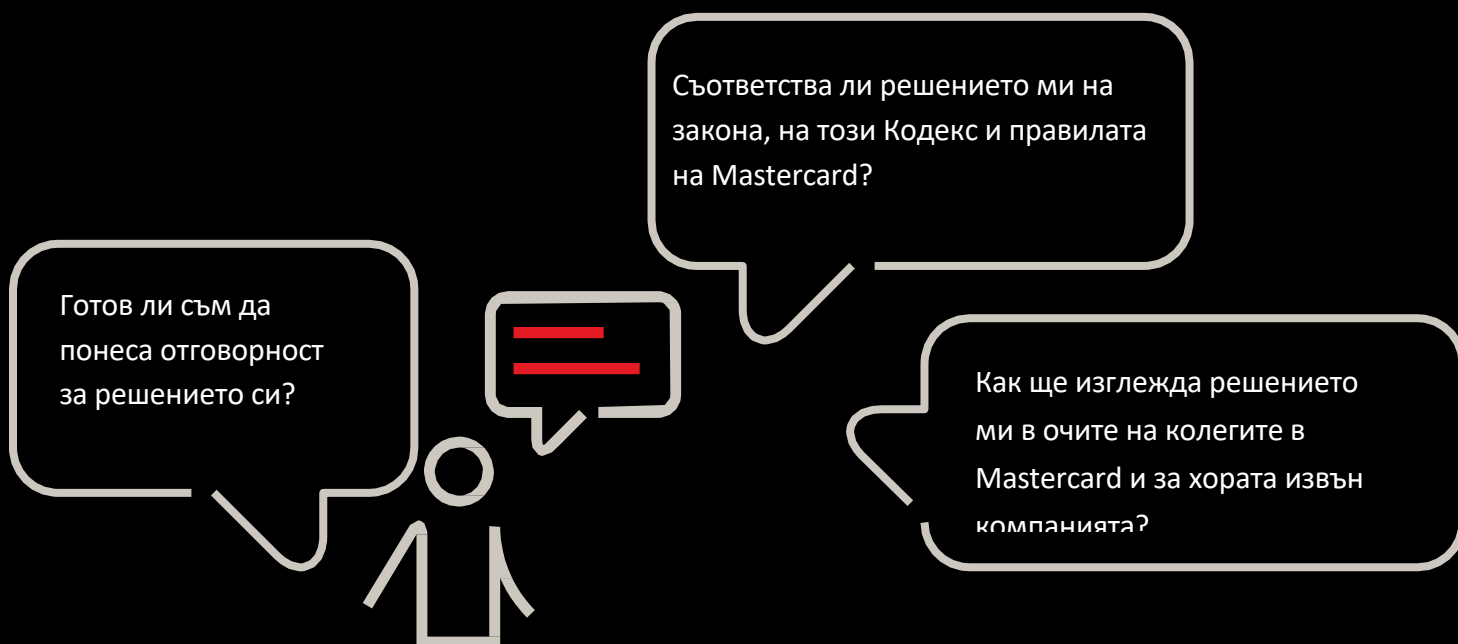 Съответства ли решението ми на
закона, на този Кодекс и правилата
на Mastercard?
Готов ли съм да
понеса отговорност
за решението си?
Как ще изглежда решението
ми в очите на колегите в
Mastercard и за хората извън
компанията?